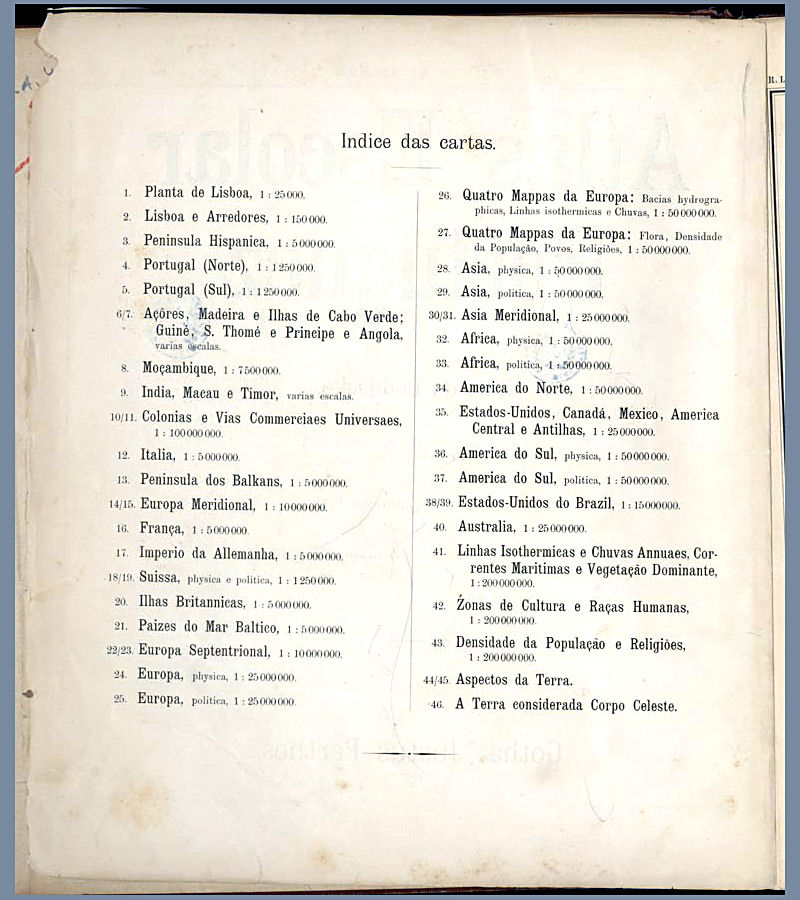 Indice das cartas.
1. Planta de Lisboa, 1 : 25 000.
2. Lisboa e Arredores, 1 : 150 000.
3. Peninsula Hispanica, 1 : 5 000 000.
4. Portugal (Norte), 1 : 1 250 000.
5. Portugal (Sul), 1 : 1 250 000.
6/7. Açôres, Madeira e Ilhas de Cabo Verde;
Guinê, S. Thomé e Principe e Angola,
varias escalas.
8. Moçambique, 1 : 7 500 000.
9. India, Macau e Timor, varias escalas.
10/11. Colonias e Vias Commerciaes Universaes,
1 : 100 000 000.
12. Italia, 1 : 5 000 000.
13. Peninsula dos Balkans, 1 : 5 000 000.
14/15. Europa Meridional, 1 : 10 000 000.
16. França, 1 : 5 000 000.
17. Imperio da Allemanha, 1 : 5 000 000.
18/19. Suissa, physica e politica, 1 : 1 250 000.
20. Ilhas Britannicas, 1 : 5 000 000.
21. Paizes do Mar Baltico, 1 : 5 000 000.
22/23. Europa Septentrional, 1 : 10 000 000.
24. Europa, physica, 1 : 25 000 000.
25. Europa, politica, 1 : 25 000 000.
26. Quatro Mappas da Europa: Bacias hydrogra-
phicas, Linhas isothermicas e Chuvas, 1 : 50 000 000.
27. Quatro Mappas da Europa: Flora, Densidade
da População, Povos, Religiões, 1 : 50 000 000.
28. Asia, physica, 1 : 50 000 000.
29. Asia, politica, 1 : 50 000 000.
30/31. Asia Meridional, 1 : 25 000 000.
32. Africa, physica, 1 : 50 000 000.
33. Africa, politica, 1 : 50 000 000.
34. America do Norte, 1 : 50 000 000.
35. Estados-Unidos, Canadá, Mexico, America
Central e Antilhas, 1 : 25 000 000.
36. America do Sul, physica, 1 : 50 000 000.
37. America do Sul, politica, 1 : 50 000 000.
38/39. Estados-Unidos do Brazil, 1 : 15 000 000.
40. Australia, 1 : 25 000 000.
41. Linhas Isothermicas e Chuvas Annuaes, Cor-
rentes Maritimas e Vegetação Dominante,
1 : 200 000 000.
42. Zonas de Cultura e Raças Humanas,
1 : 200 000 000.
43. Densidade da População e Religiões,
1 : 200 000 000.
44/45. Aspectos da Terra.
46. A Terra considerada Corpo Celeste.